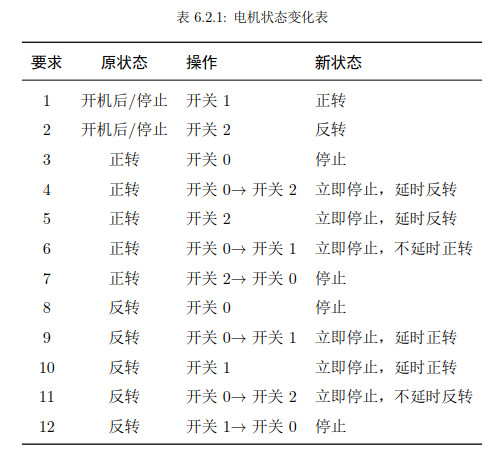 表 6.2.1: 电机状态变化表
要求 原状态 操作 新状态
1 开机后/停止 开关 1 正转
2 开机后/停止 开关 2 反转
3 正转 开关 0 停止
4 正转 开关 0→ 开关 2 立即停止，延时反转
5 正转 开关 2 立即停止，延时反转
6 正转 开关 0→ 开关 1 立即停止，不延时正转
7 正转 开关 2→ 开关 0 停止
8 反转 开关 0 停止
9 反转 开关 0→ 开关 1 立即停止，延时正转
10 反转 开关 1 立即停止，延时正转
11 反转 开关 0→ 开关 2 立即停止，不延时反转
12 反转 开关 1→ 开关 0 停止